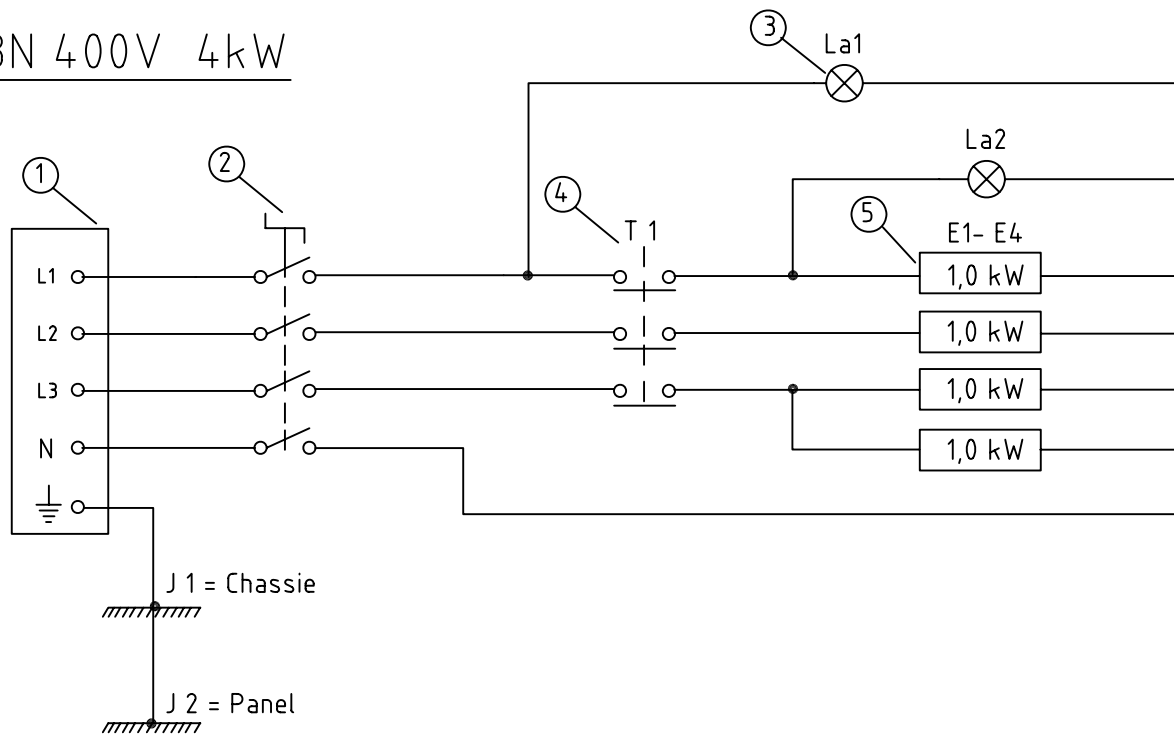 3N 400V 4kW
3
La1
La2
1
2
4
T 1
5
E1- E4
L1
1,0 kW
L2
1,0 kW
L3
1,0 kW
N
1,0 kW
J 1 = Chassie
J 2 = Panel